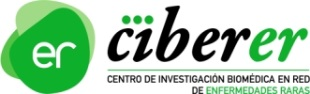 er
ciberer
CENTRO DE INVESTIGACIÓN BIOMÉDICA EN RED
DE ENFERMEDADES RARAS